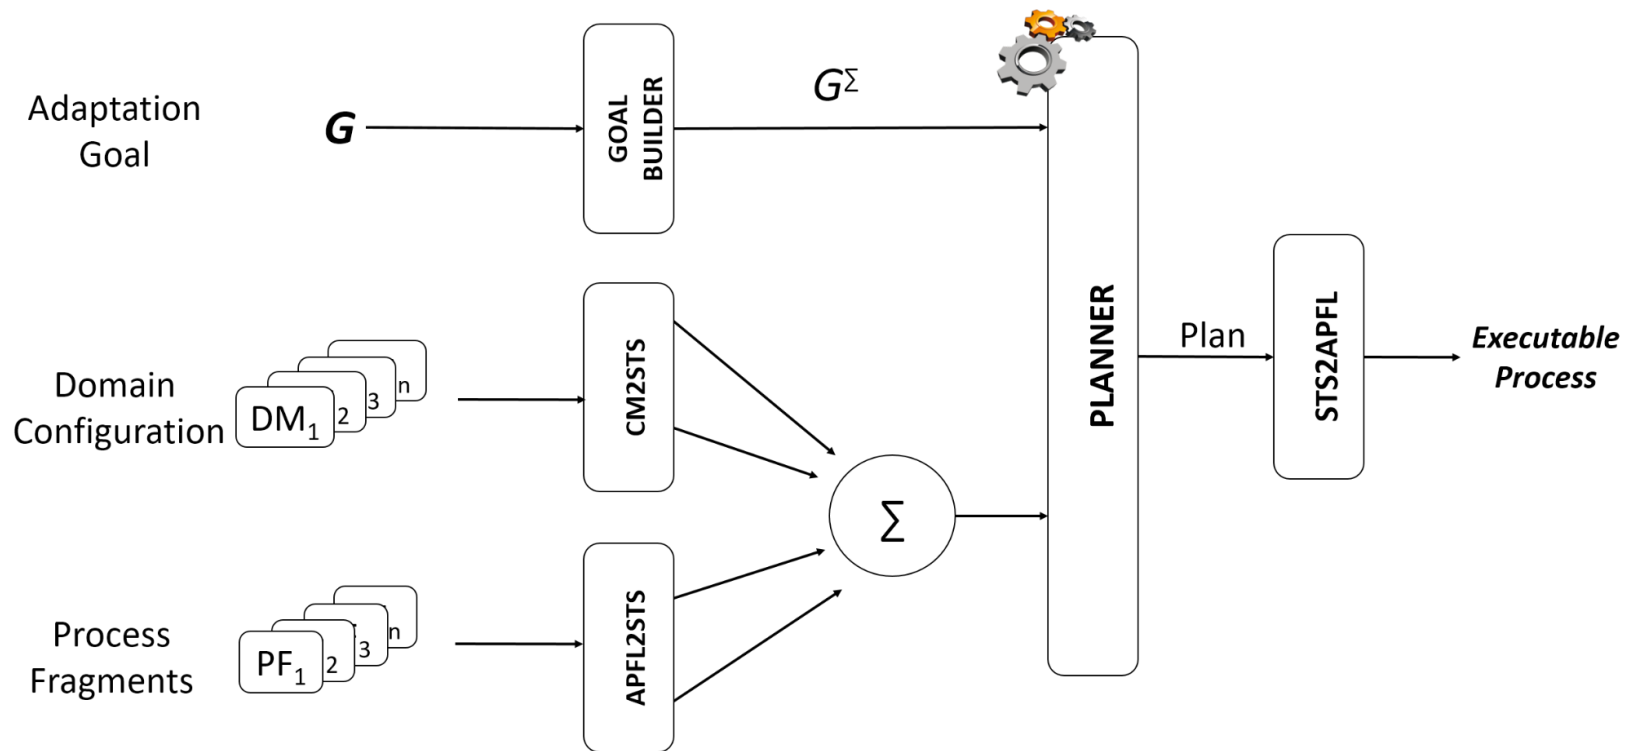 Adaptation
Goal
G
GOAL
BUILDER
G^Σ
Domain
Configuration
DM₁
2
3
n
CM2STS
Process
Fragments
PF₁
2
3
n
APFL2STS
Σ
PLANNER
Plan
STS2APFL
Executable
Process